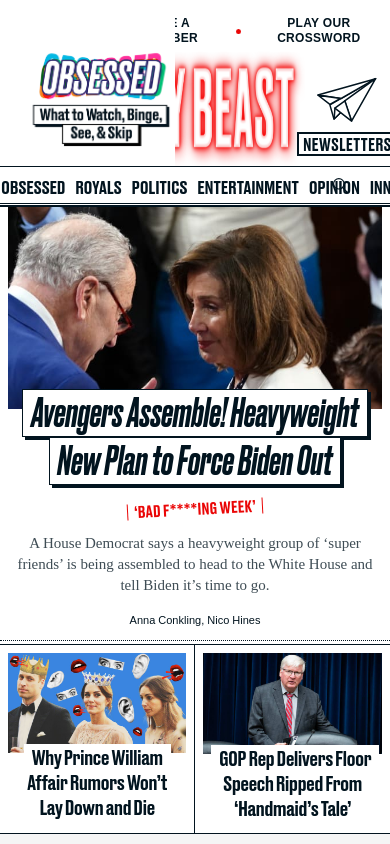 E A
BER
PLAY OUR
CROSSWORD
OBSESSED
What to Watch, Binge,
See, & Skip
Y BEAST
NEWSLETTERS
OBSESSED ROYALS POLITICS ENTERTAINMENT OPINION INN
Avengers Assemble! Heavyweight
New Plan to Force Biden Out
‘BAD F****ING WEEK’
A House Democrat says a heavyweight group of ‘super
friends’ is being assembled to head to the White House and
tell Biden it’s time to go.
Anna Conkling, Nico Hines
Why Prince William
Affair Rumors Won’t
Lay Down and Die
GOP Rep Delivers Floor
Speech Ripped From
‘Handmaid’s Tale’